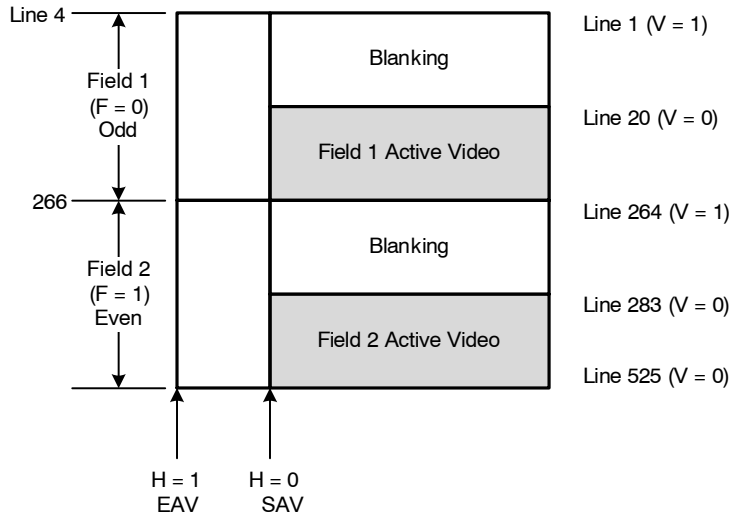 Line 4
Line 1 (V = 1)
Blanking
Field 1
(F = 0)
Odd
Line 20 (V = 0)
Field 1 Active Video
266
Line 264 (V = 1)
Blanking
Field 2
(F = 1)
Even
Line 283 (V = 0)
Field 2 Active Video
Line 525 (V = 0)
H = 1
EAV
H = 0
SAV